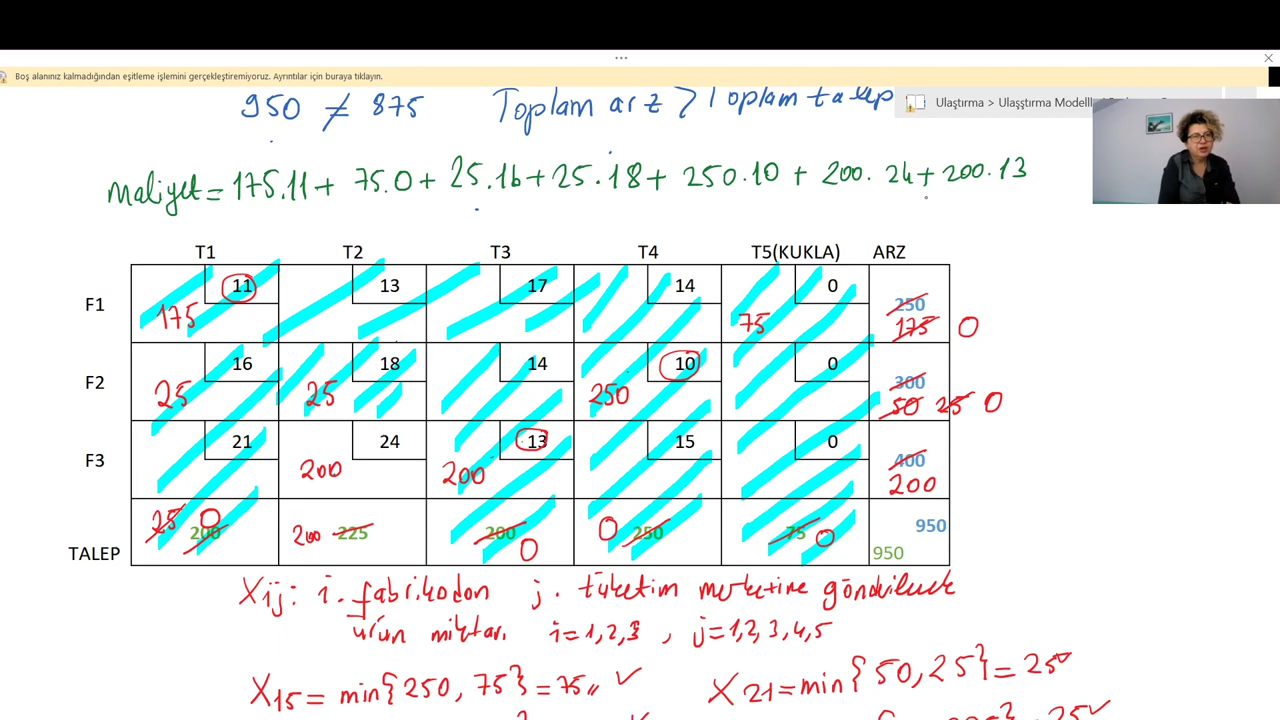 Boş alanınız kalmadığından eşitleme işlemini gerçekleştiremiyoruz. Ayrıntılar için buraya tıklayın.
950 ≠ 875 Toplam arz > Toplam talep
Ulaştırma > Ulaşştırma Modelll
maliyet = 175.11 + 75.0 + 25.16 + 25.18 + 250.10 + 200.24 + 200.13
T1 T2 T3 T4 T5(KUKLA) ARZ
11 13 17 14 0 250
F1 175 75 175 0
16 18 14 10 0 300
F2 25 25 250 50 25 0
21 24 13 15 0 400
F3 200 200 200
25 0 0 950
200 200 225 200 250 75 0
TALEP 0 950
Xij: i. fabrikadan j. tüketim merkezine gönderilecek
ürün miktarı i=1,2,3 , j=1,2,3,4,5
X15 = min{250, 75} = 75,, ✓ X21 = min{50, 25} = 25 ✓